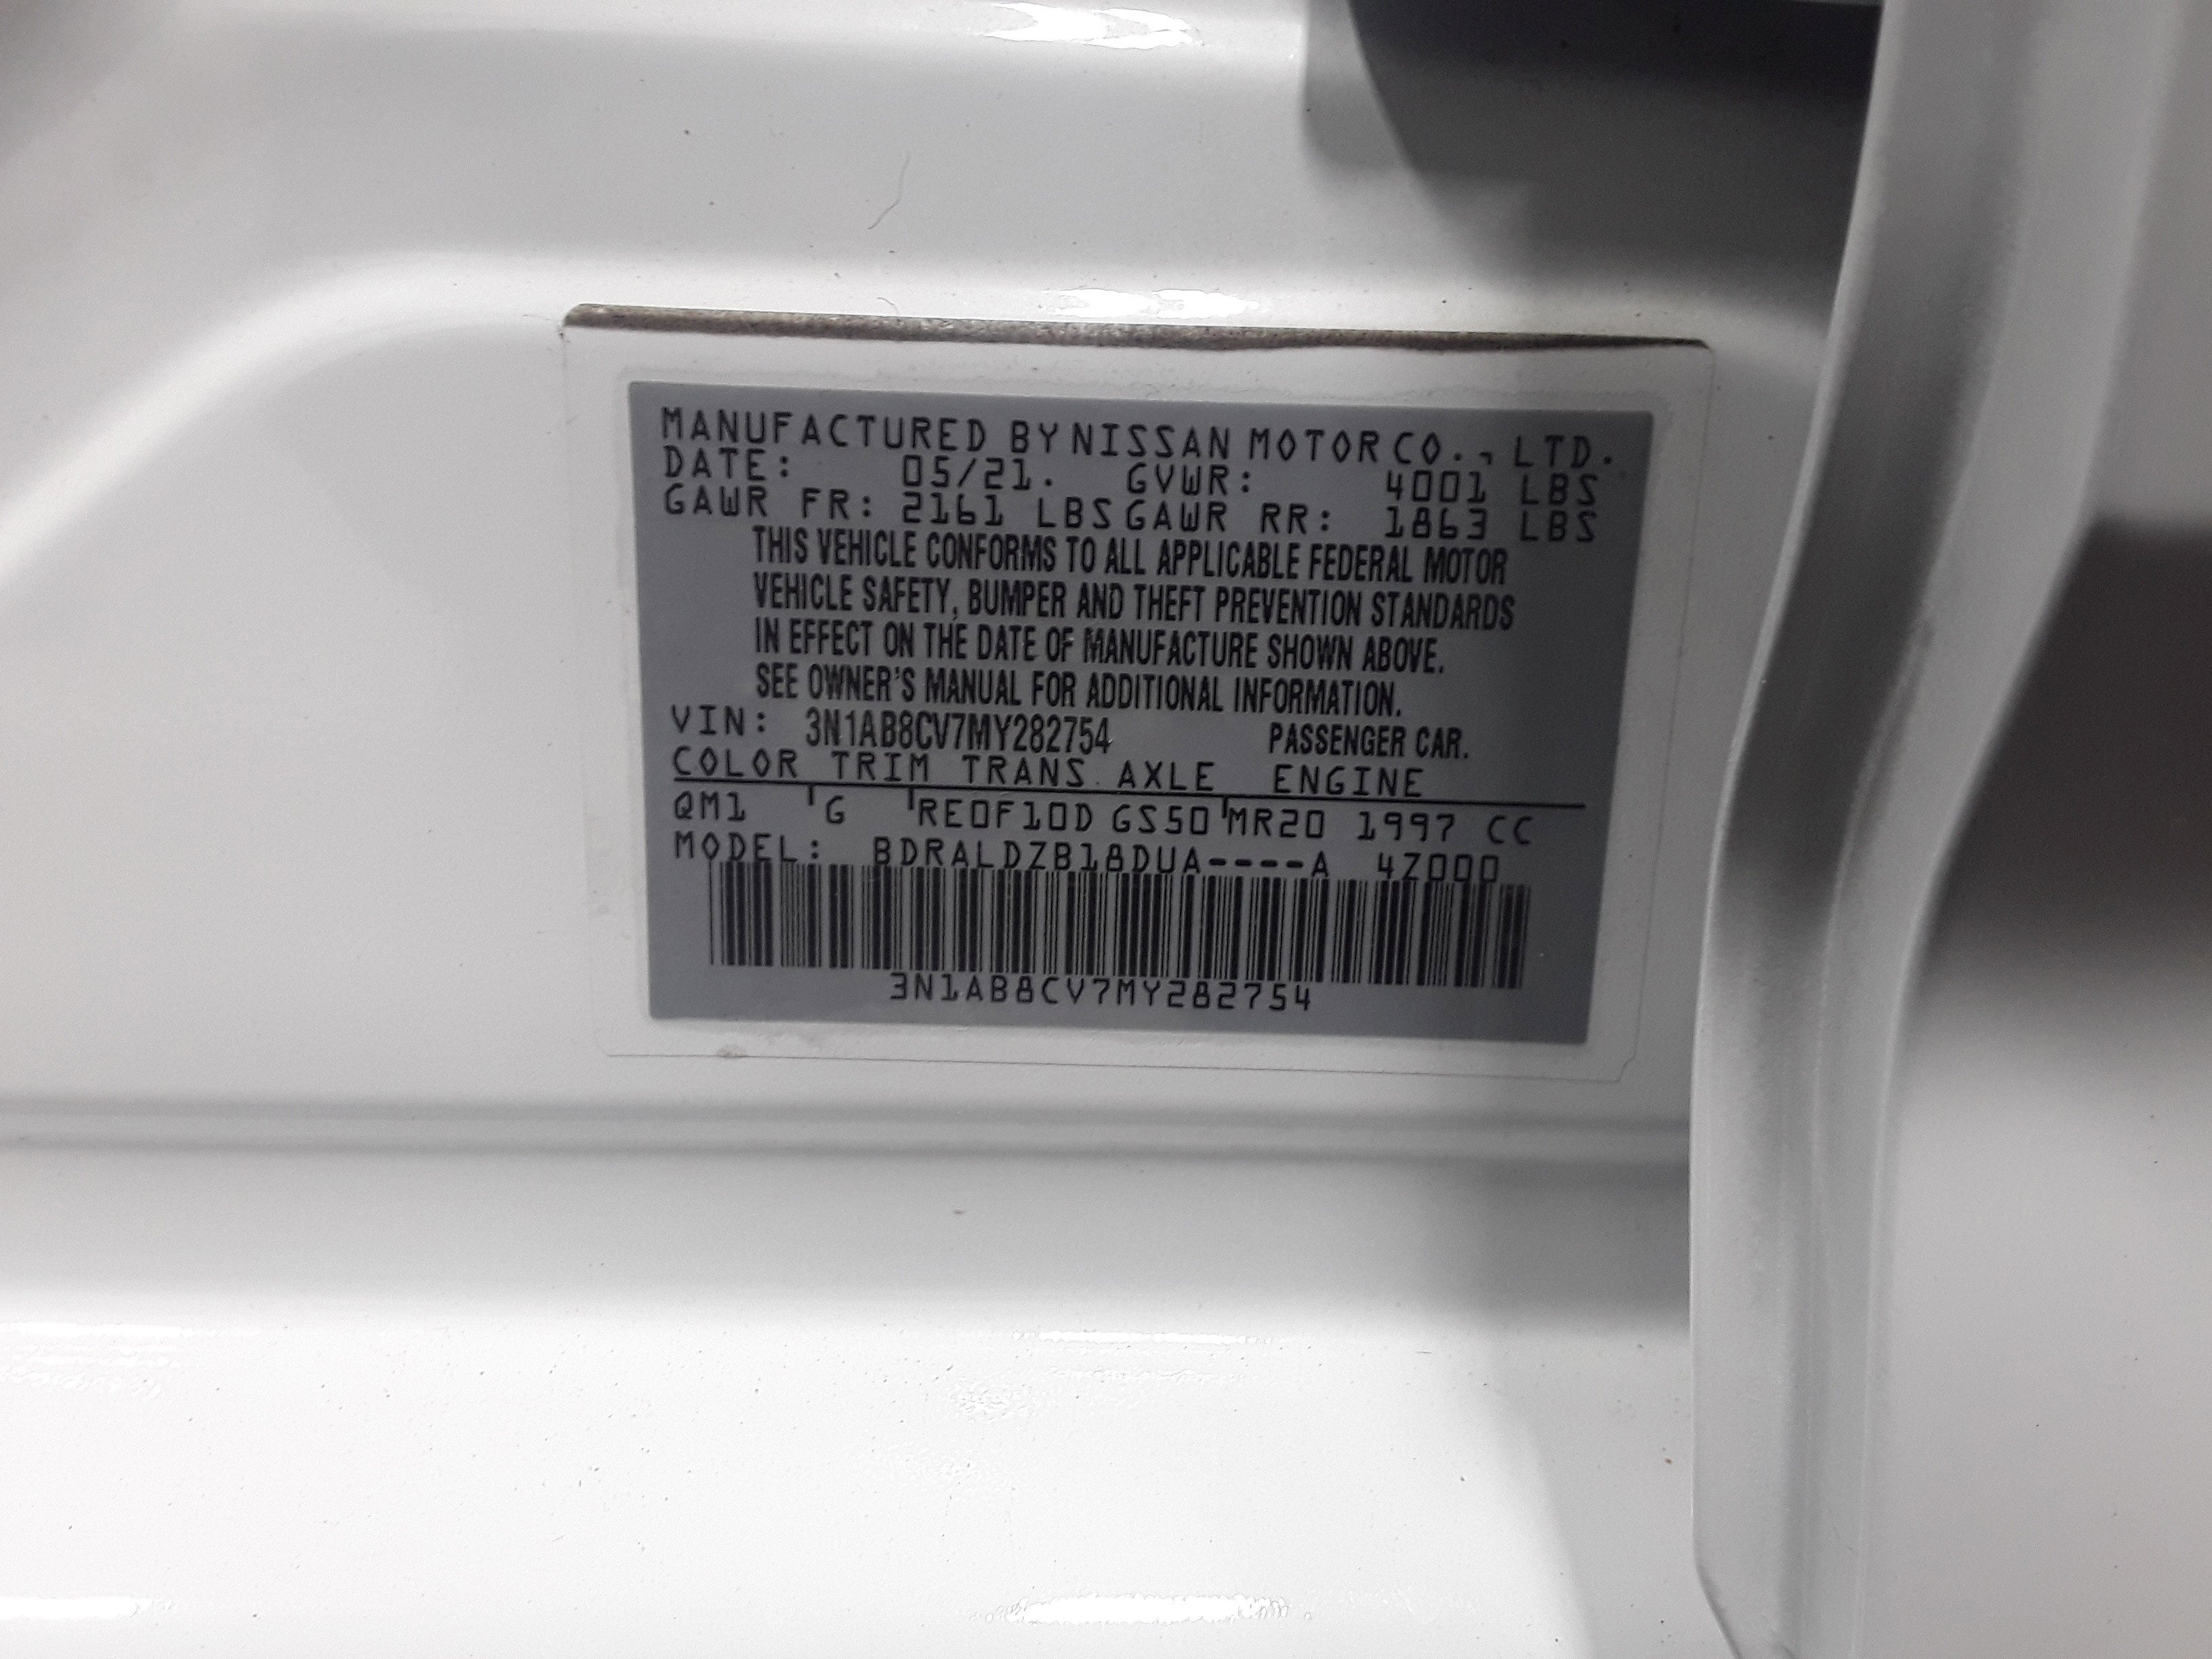 MANUFACTURED BY NISSAN MOTOR CO., LTD.
DATE: 05/21. GVWR: 4001 LBS
GAWR FR: 2161 LBS GAWR RR: 1863 LBS
THIS VEHICLE CONFORMS TO ALL APPLICABLE FEDERAL MOTOR
VEHICLE SAFETY, BUMPER AND THEFT PREVENTION STANDARDS
IN EFFECT ON THE DATE OF MANUFACTURE SHOWN ABOVE.
SEE OWNER'S MANUAL FOR ADDITIONAL INFORMATION.
VIN: 3N1AB8CV7MY282754 PASSENGER CAR.
COLOR TRIM TRANS AXLE ENGINE
QM1 G RE0F10D GS50 MR20 1997 CC
MODEL: BDRALDZB18DUA----A 4Z000
3N1AB8CV7MY282754